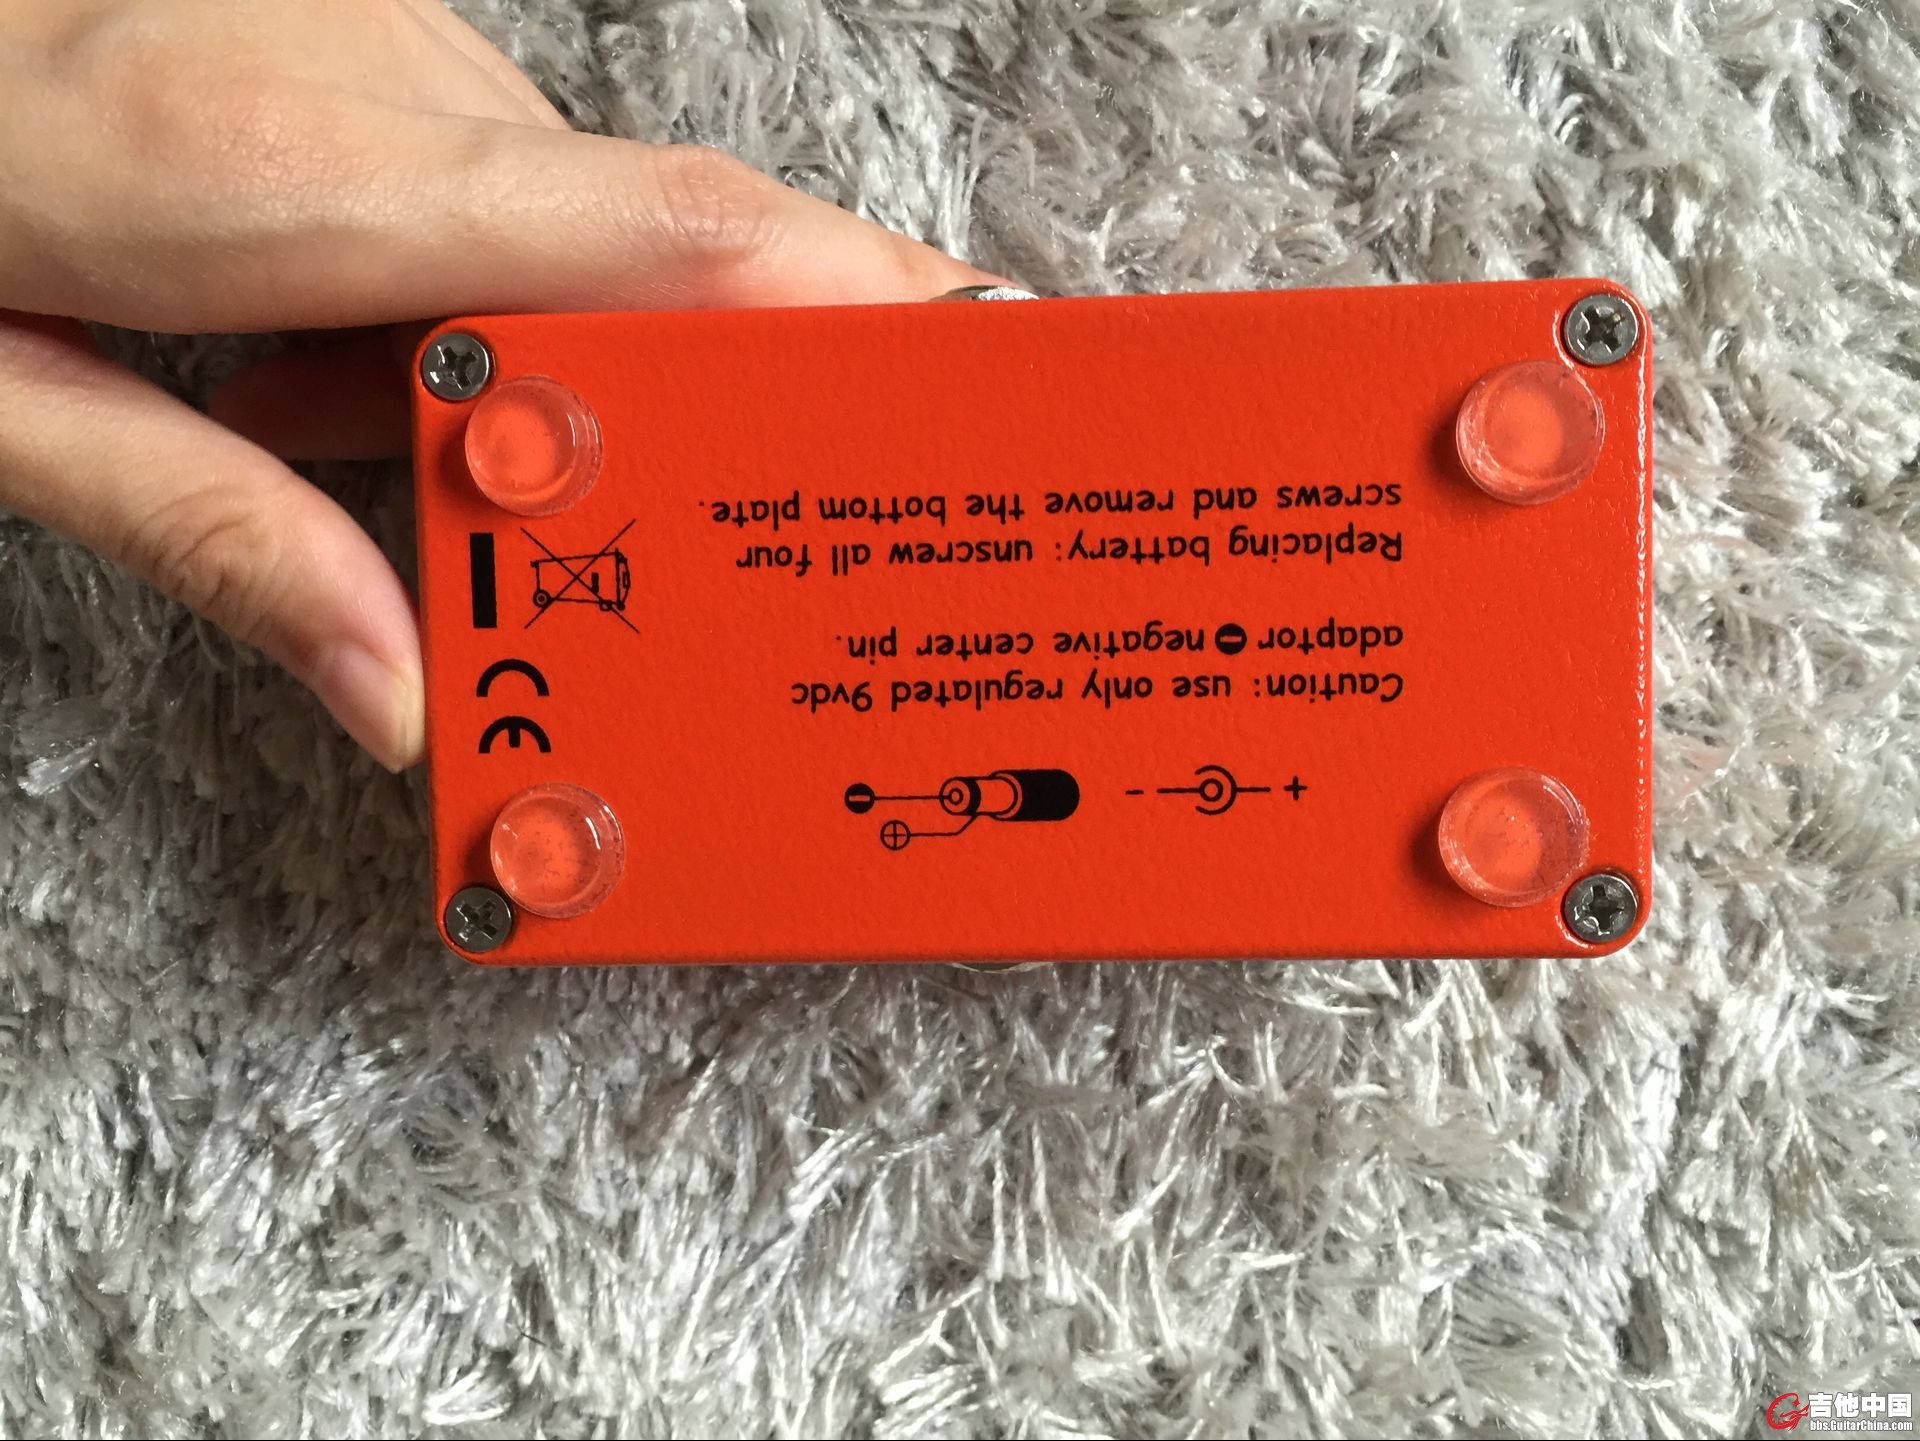 + -
Caution: use only regulated 9vdc
adaptor negative center pin.
Replacing battery: unscrew all four
screws and remove the bottom plate.
CE
吉他中国
bbs.GuitarChina.com